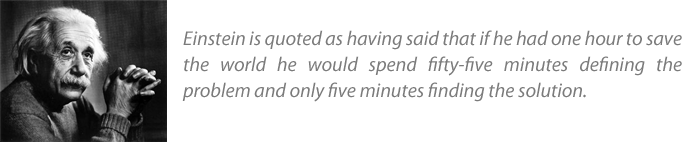 Einstein is quoted as having said that if he had one hour to save
the world he would spend fifty-five minutes defining the
problem and only five minutes finding the solution.